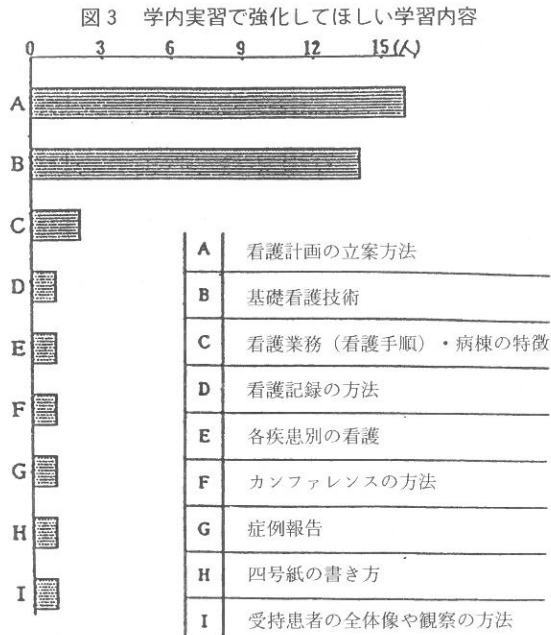 図3 学内実習で強化してほしい学習内容
0 3 6 9 12 15(人)
A
B
C
D
E
F
G
H
I
A 看護計画の立案方法
B 基礎看護技術
C 看護業務（看護手順）・病棟の特徴
D 看護記録の方法
E 各疾患別の看護
F カンファレンスの方法
G 症例報告
H 四号紙の書き方
I 受持患者の全体像や観察の方法